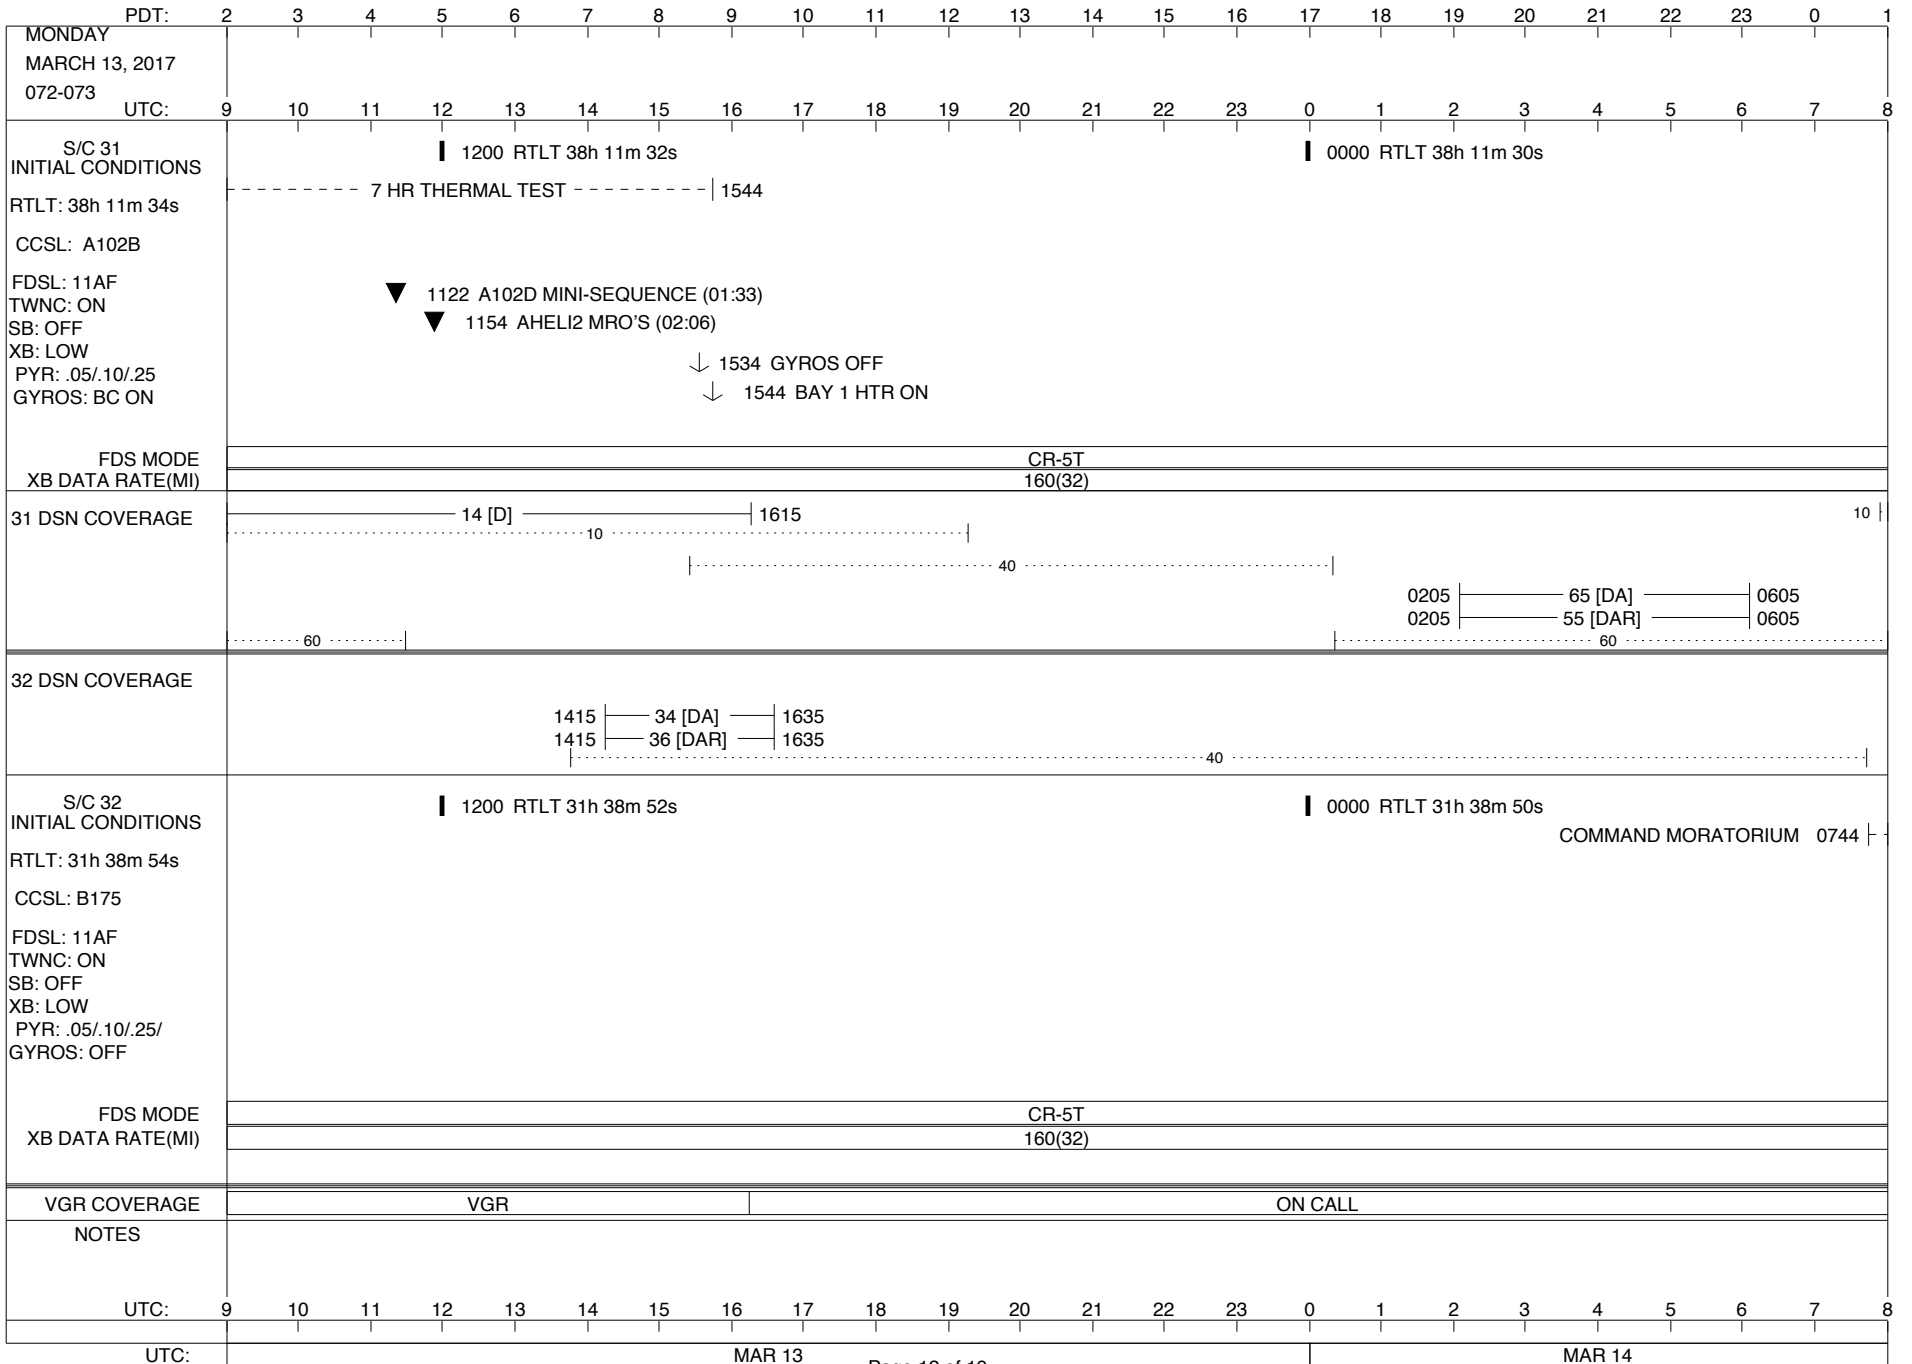 PDT: 2 3 4 5 6 7 8 9 10 11 12 13 14 15 16 17 18 19 20 21 22 23 0 1
MONDAY
MARCH 13, 2017
072-073
UTC: 9 10 11 12 13 14 15 16 17 18 19 20 21 22 23 0 1 2 3 4 5 6 7 8
S/C 31
INITIAL CONDITIONS
1200 RTLT 38h 11m 32s
0000 RTLT 38h 11m 30s
7 HR THERMAL TEST 1544
RTLT: 38h 11m 34s
CCSL: A102B
FDSL: 11AF
TWNC: ON
SB: OFF
XB: LOW
PYR: .05/.10/.25
GYROS: BC ON
1122 A102D MINI-SEQUENCE (01:33)
1154 AHELI2 MRO'S (02:06)
1534 GYROS OFF
1544 BAY 1 HTR ON
FDS MODE CR-5T
XB DATA RATE(MI) 160(32)
31 DSN COVERAGE
14 [D] 1615
10
10
40
0205 65 [DA] 0605
0205 55 [DAR] 0605
60
60
32 DSN COVERAGE
1415 34 [DA] 1635
1415 36 [DAR] 1635
40
S/C 32
INITIAL CONDITIONS
1200 RTLT 31h 38m 52s
0000 RTLT 31h 38m 50s
COMMAND MORATORIUM 0744
RTLT: 31h 38m 54s
CCSL: B175
FDSL: 11AF
TWNC: ON
SB: OFF
XB: LOW
PYR: .05/.10/.25/
GYROS: OFF
FDS MODE CR-5T
XB DATA RATE(MI) 160(32)
VGR COVERAGE VGR ON CALL
NOTES
UTC: 9 10 11 12 13 14 15 16 17 18 19 20 21 22 23 0 1 2 3 4 5 6 7 8
UTC: MAR 13 MAR 14